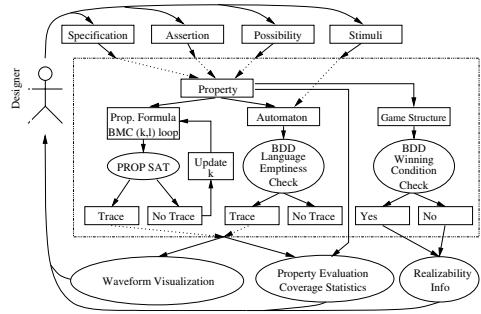 Specification
Assertion
Possibility
Stimuli
Designer
Property
Prop. Formula
BMC (k,l) loop
Automaton
Game Structure
PROP SAT
Update
k
BDD
Language
Emptiness
Check
BDD
Winning
Condition
Check
Trace
No Trace
Trace
No Trace
Yes
No
Waveform Visualization
Property Evaluation
Coverage Statistics
Realizability
Info